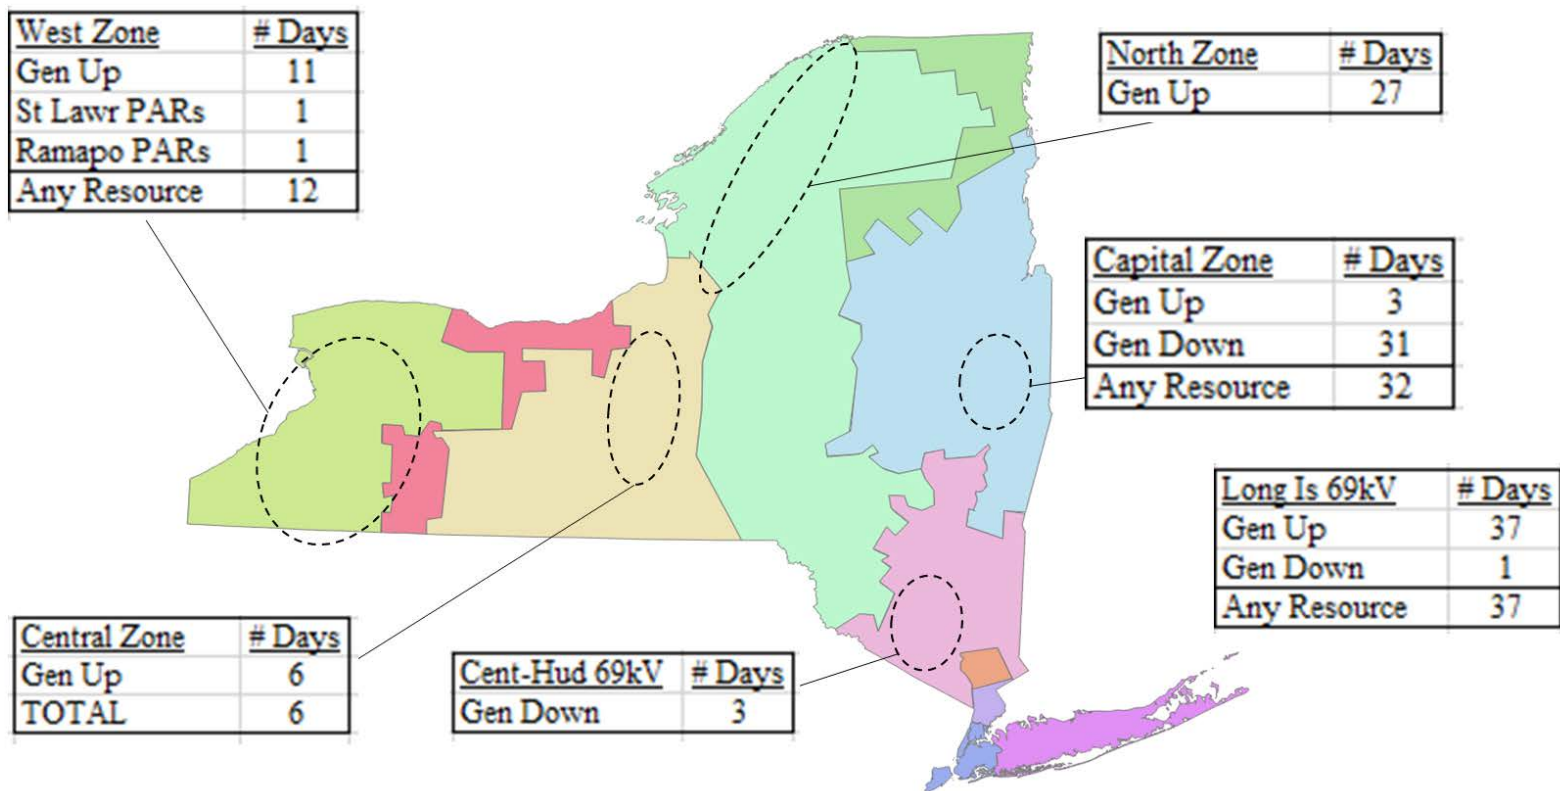 West Zone # Days
Gen Up 11
St Lawr PARs 1
Ramapo PARs 1
Any Resource 12
North Zone # Days
Gen Up 27
Capital Zone # Days
Gen Up 3
Gen Down 31
Any Resource 32
Long Is 69kV # Days
Gen Up 37
Gen Down 1
Any Resource 37
Central Zone # Days
Gen Up 6
TOTAL 6
Cent-Hud 69kV # Days
Gen Down 3